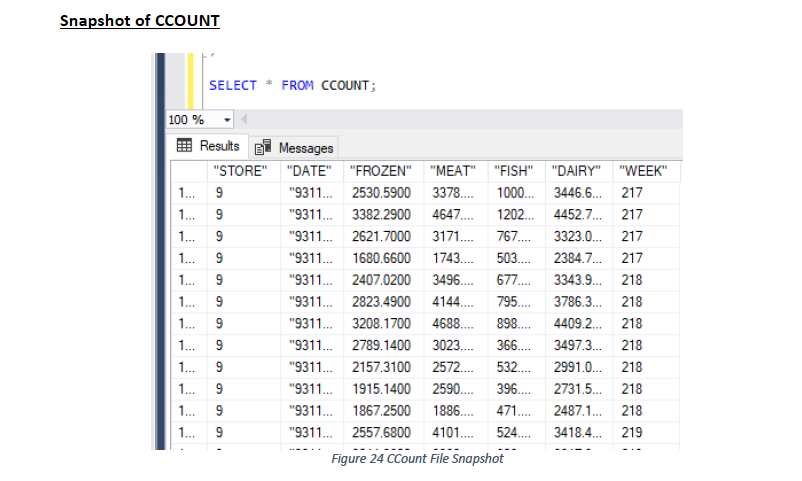 Snapshot of CCOUNT
SELECT * FROM CCOUNT;
100 %
Results Messages
"STORE" "DATE" "FROZEN" "MEAT" "FISH" "DAIRY" "WEEK"
1... 9 "9311... 2530.5900 3378.... 1000... 3446.6... 217
1... 9 "9311... 3382.2900 4647.... 1202... 4452.7... 217
1... 9 "9311... 2621.7000 3171.... 767.... 3323.0... 217
1... 9 "9311... 1680.6600 1743.... 503.... 2384.7... 217
1... 9 "9311... 2407.0200 3496.... 677.... 3343.9... 218
1... 9 "9311... 2823.4900 4144.... 795.... 3786.3... 218
1... 9 "9311... 3208.1700 4688.... 898.... 4409.2... 218
1... 9 "9311... 2789.1400 3023.... 366.... 3497.3... 218
1... 9 "9311... 2157.3100 2572.... 532.... 2991.0... 218
1... 9 "9311... 1915.1400 2590.... 396.... 2731.5... 218
1... 9 "9311... 1867.2500 1886.... 471.... 2487.1... 218
1... 9 "9311... 2557.6800 4101.... 524.... 3418.4... 219
Figure 24 CCount File Snapshot